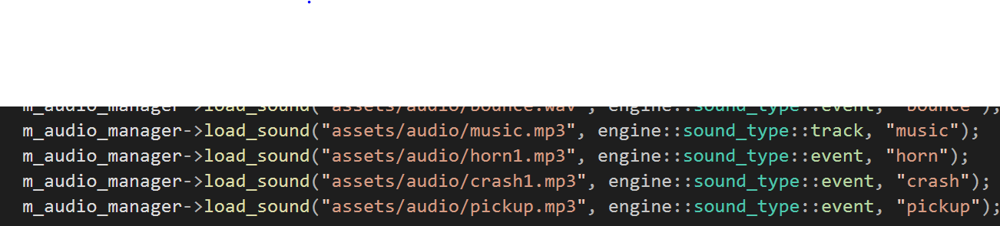 m_audio_manager->load_sound("assets/audio/bounce.wav", engine::sound_type::event, "bounce");
m_audio_manager->load_sound("assets/audio/music.mp3", engine::sound_type::track, "music");
m_audio_manager->load_sound("assets/audio/horn1.mp3", engine::sound_type::event, "horn");
m_audio_manager->load_sound("assets/audio/crash1.mp3", engine::sound_type::event, "crash");
m_audio_manager->load_sound("assets/audio/pickup.mp3", engine::sound_type::event, "pickup");